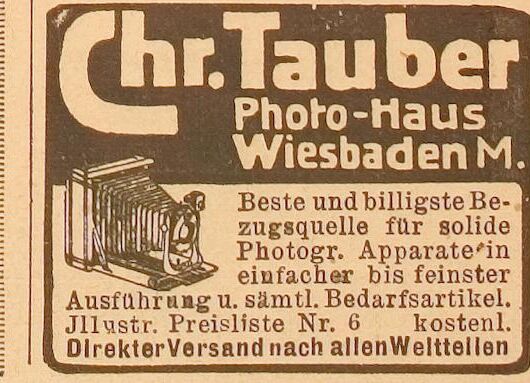 Chr. Tauber
Photo-Haus
Wiesbaden M.
Beste und billigste Be-
zugsquelle für solide
Photogr. Apparate in
einfacher bis feinster
Ausführung u. sämtl. Bedarfsartikel.
Jllustr. Preisliste Nr. 6 kostenl.
Direkter Versand nach allen Weltteilen